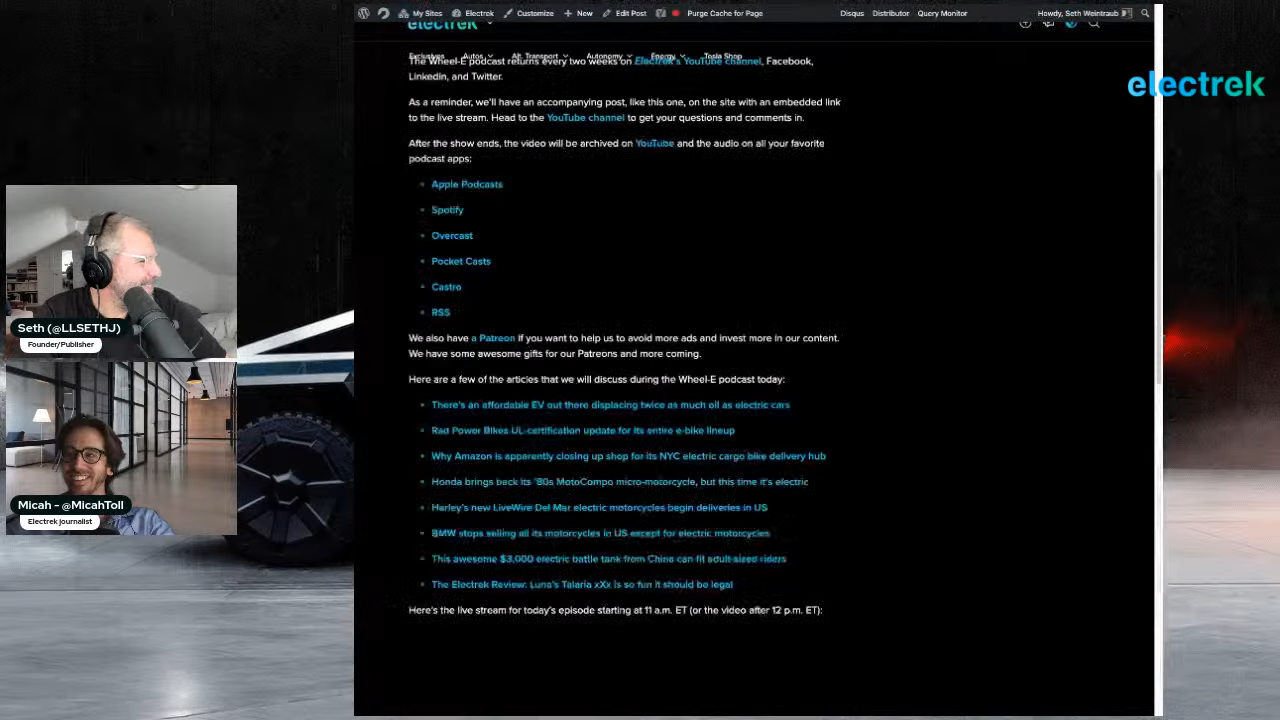 My Sites Electrek Customize New Edit Post Purge Cache for Page Disqus Distributor Query Monitor Howdy, Seth Weintraub
electrek
Exclusives Autos Alt. Transport Autonomy Energy Tesla Shop
The Wheel-E podcast returns every two weeks on Electrek's YouTube channel, Facebook,
Linkedin, and Twitter.
As a reminder, we'll have an accompanying post, like this one, on the site with an embedded link
to the live stream. Head to the YouTube channel to get your questions and comments in.
After the show ends, the video will be archived on YouTube and the audio on all your favorite
podcast apps:
Apple Podcasts
Spotify
Overcast
Pocket Casts
Castro
RSS
We also have a Patreon if you want to help us to avoid more ads and invest more in our content.
We have some awesome gifts for our Patreons and more coming.
Here are a few of the articles that we will discuss during the Wheel-E podcast today:
There's an affordable EV out there displacing twice as much oil as electric cars
Rad Power Bikes UL-certification update for its entire e-bike lineup
Why Amazon is apparently closing up shop for its NYC electric cargo bike delivery hub
Honda brings back its '80s MotoCompo micro-motorcycle, but this time it's electric
Harley's new LiveWire Del Mar electric motorcycles begin deliveries in US
BMW stops selling all its motorcycles in US except for electric motorcycles
This awesome $3,000 electric battle tank from China can fit adult-sized riders
The Electrek Review: Luna's Talaria xXx is so fun it should be legal
Here's the live stream for today's episode starting at 11 a.m. ET (or the video after 12 p.m. ET):
electrek
Seth (@LLSETHJ)
Founder/Publisher
Micah - @MicahToll
Electrek journalist